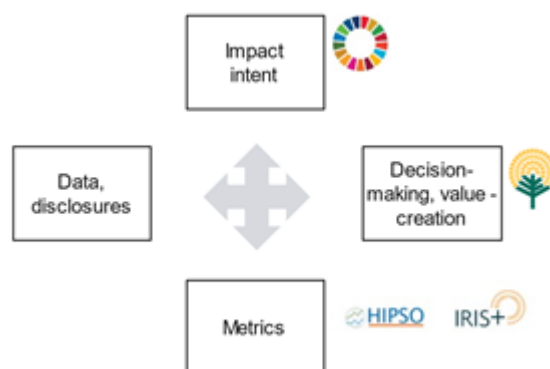 Impact
intent
Data,
disclosures
Decision-
making, value -
creation
Metrics
HIPSO
IRIS+